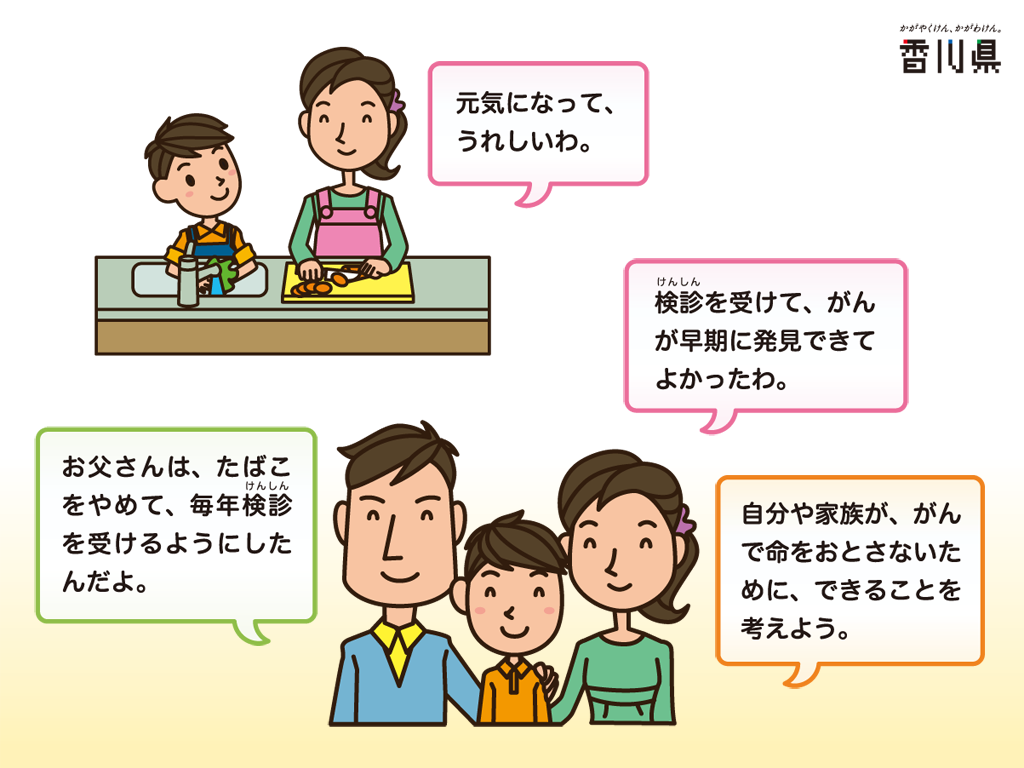 かがやくけん、かがわけん。
香川県
元気になって、
うれしいわ。
けんしん
検診を受けて、がん
が早期に発見できて
よかったわ。
お父さんは、たばこ
けんしん
をやめて、毎年検診
を受けるようにした
んだよ。
自分や家族が、がん
で命をおとさないた
めに、できることを
考えよう。